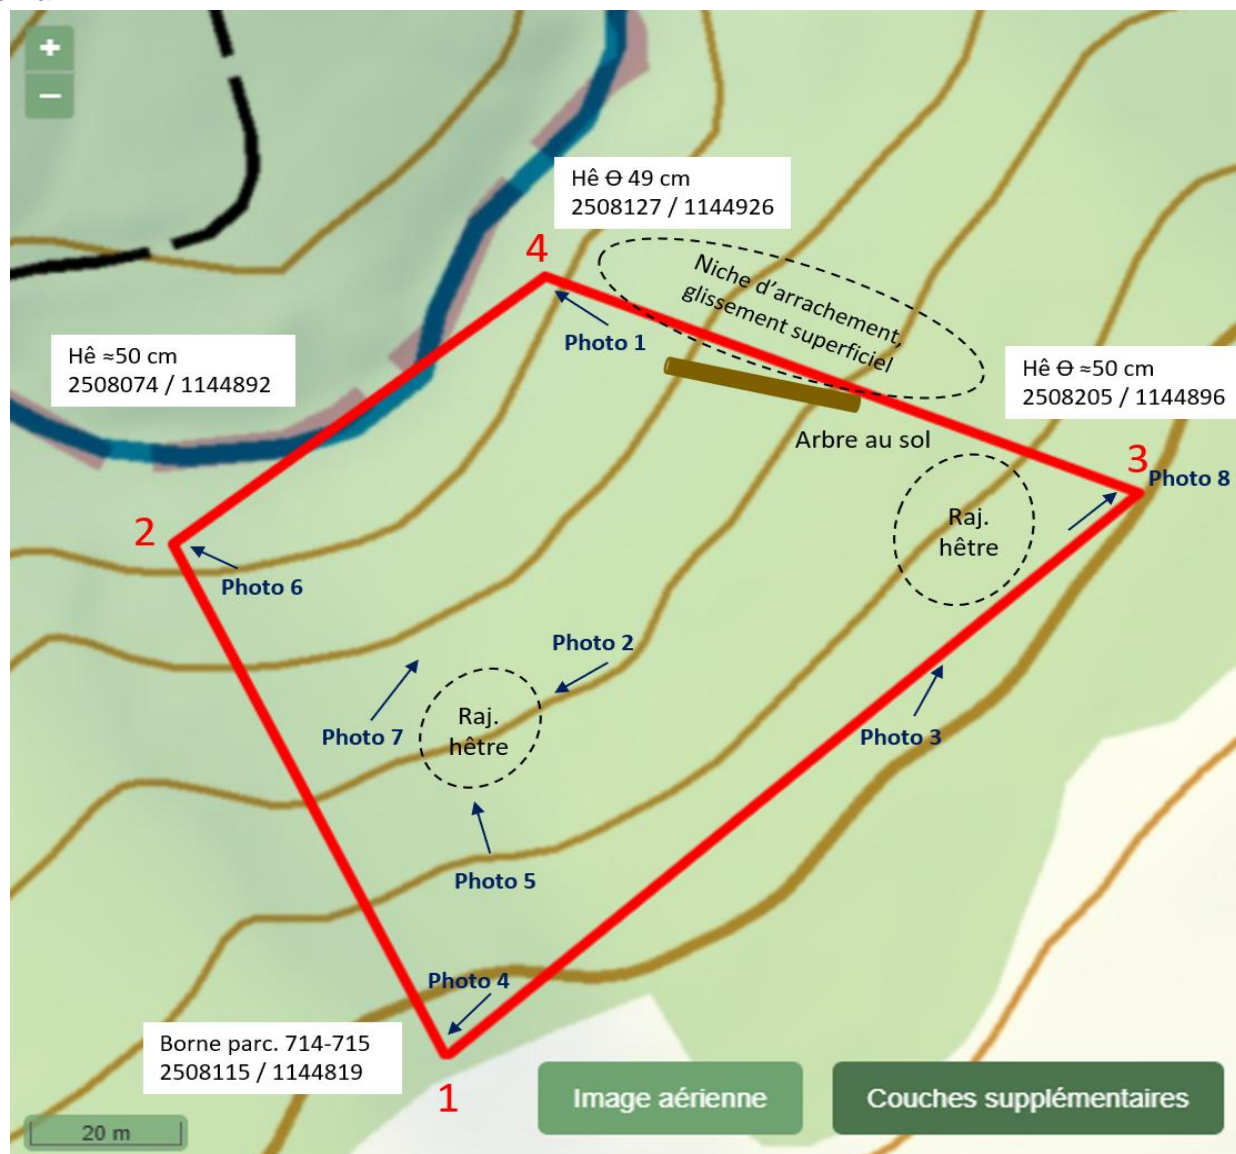 +
−
Hê Ɵ 49 cm
2508127 / 1144926
4
Niche d’arrachement,
glissement superficiel
Photo 1
Hê ≈50 cm
2508074 / 1144892
Hê Ɵ ≈50 cm
2508205 / 1144896
Arbre au sol
3
Photo 8
Raj.
hêtre
2
Photo 6
Photo 2
Raj.
hêtre
Photo 7
Photo 3
Photo 5
Photo 4
Borne parc. 714-715
2508115 / 1144819
1
Image aérienne
Couches supplémentaires
20 m